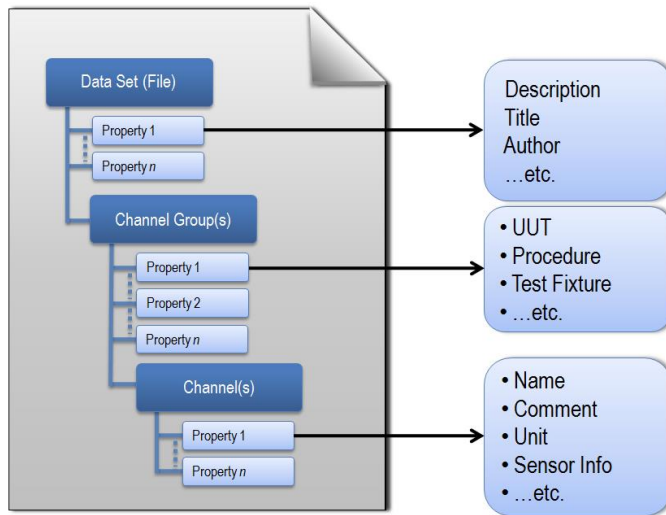 Data Set (File)
Property 1
Property n
Channel Group(s)
Property 1
Property 2
Property n
Channel(s)
Property 1
Property n
Description
Title
Author
...etc.
• UUT
• Procedure
• Test Fixture
• ...etc.
• Name
• Comment
• Unit
• Sensor Info
• ...etc.